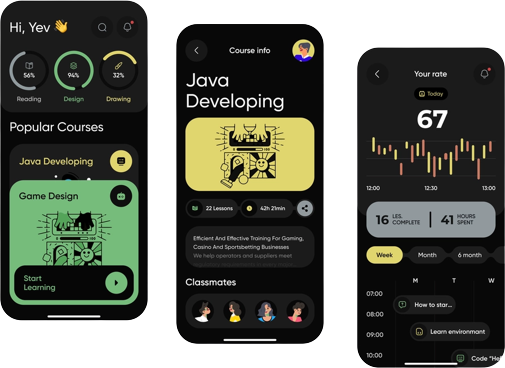 Hi, Yev 👋
56%
94%
32%
Reading
Design
Drawing
Popular Courses
Java Developing
Game Design
Start
Learning
Course info
Java
Developing
22 Lessons
42h 21min
Efficient And Effective Training For Gaming,
Casino And Sportsbetting Businesses
We help operators and suppliers meet
Classmates
Your rate
Today
67
12:00
12:30
13:00
16 LES. COMPLETE
41 HOURS SPENT
Week
Month
6 month
M
T
W
07:00
How to star...
08:00
Learn environmant
09:00
10:00
Code "Hel